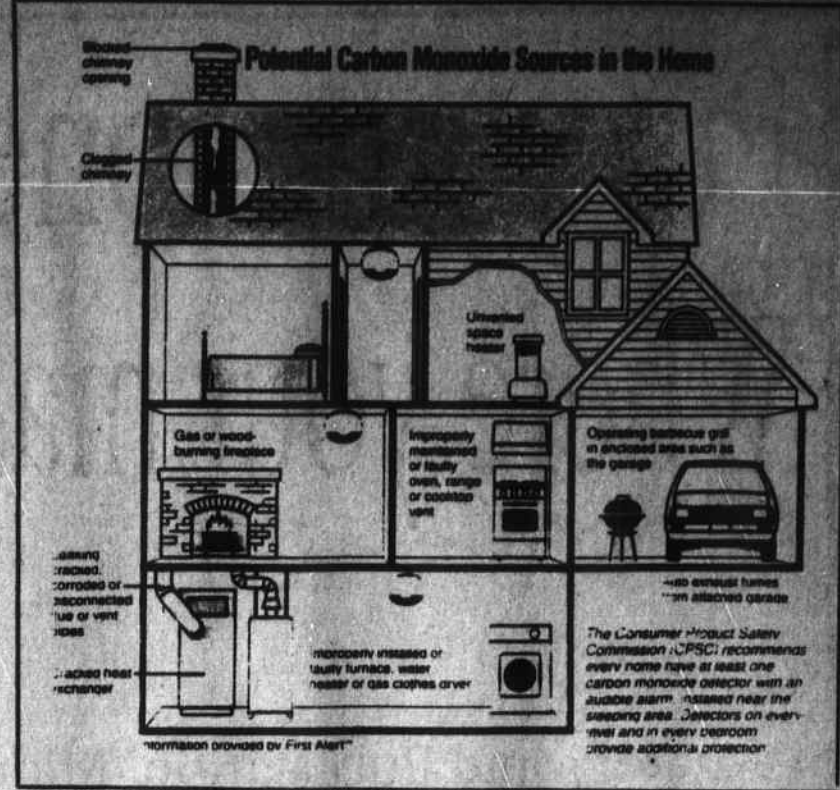 Potential Carbon Monoxide Sources in the Home
Blocked
chimney
opening
Clogged
chimney
Unvented
space
heater
Gas or wood-
burning fireplace
Improperly
maintained
or faulty
oven, range
or cooktop
vent
Operating barbecue grill
in enclosed area such as
the garage
Leaking
cracked,
corroded or
disconnected
flue or vent
pipes
Auto exhaust fumes
from attached garage
Cracked heat
exchanger
Improperly installed or
faulty furnace, water
heater or gas clothes dryer
The Consumer Product Safety
Commission (CPSC) recommends
every home have at least one
carbon monoxide detector with an
audible alarm installed near the
sleeping area. Detectors on every
level and in every bedroom
provide additional protection
Information provided by First Alert™